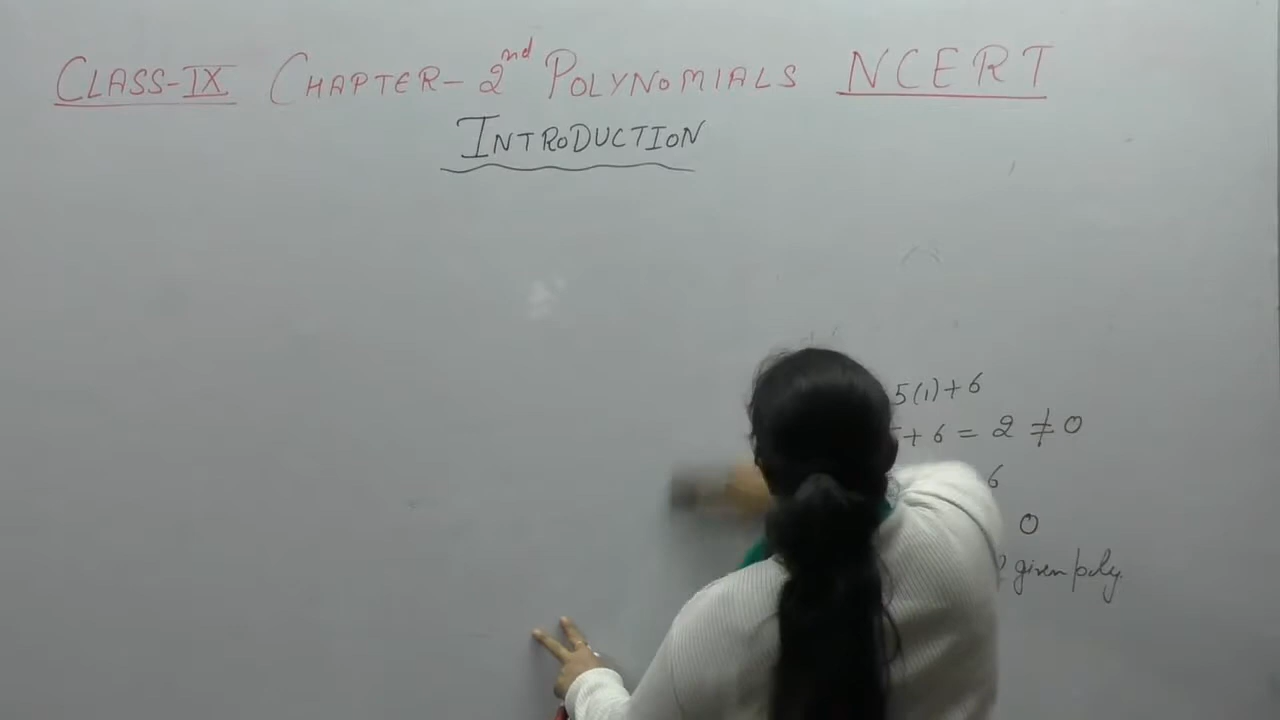 CLASS-IX CHAPTER-2nd POLYNOMIALS NCERT
INTRODUCTION
5(1)+6
+6 = 2 ≠ 0
6
0
given poly.